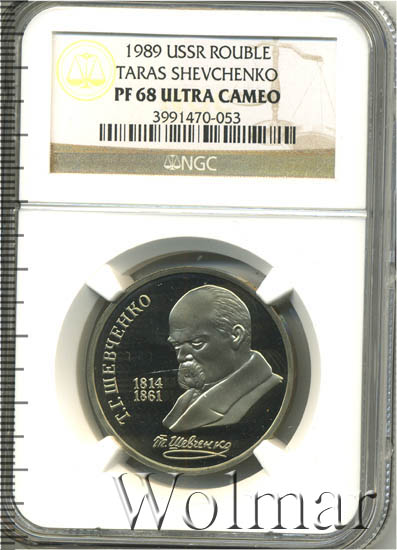 1989 USSR ROUBLE
TARAS SHEVCHENKO
PF 68 ULTRA CAMEO
3991470-053
NGC
Т.Г.ШЕВЧЕНКО
1814
1861
Т. Шевченко
Wolmar